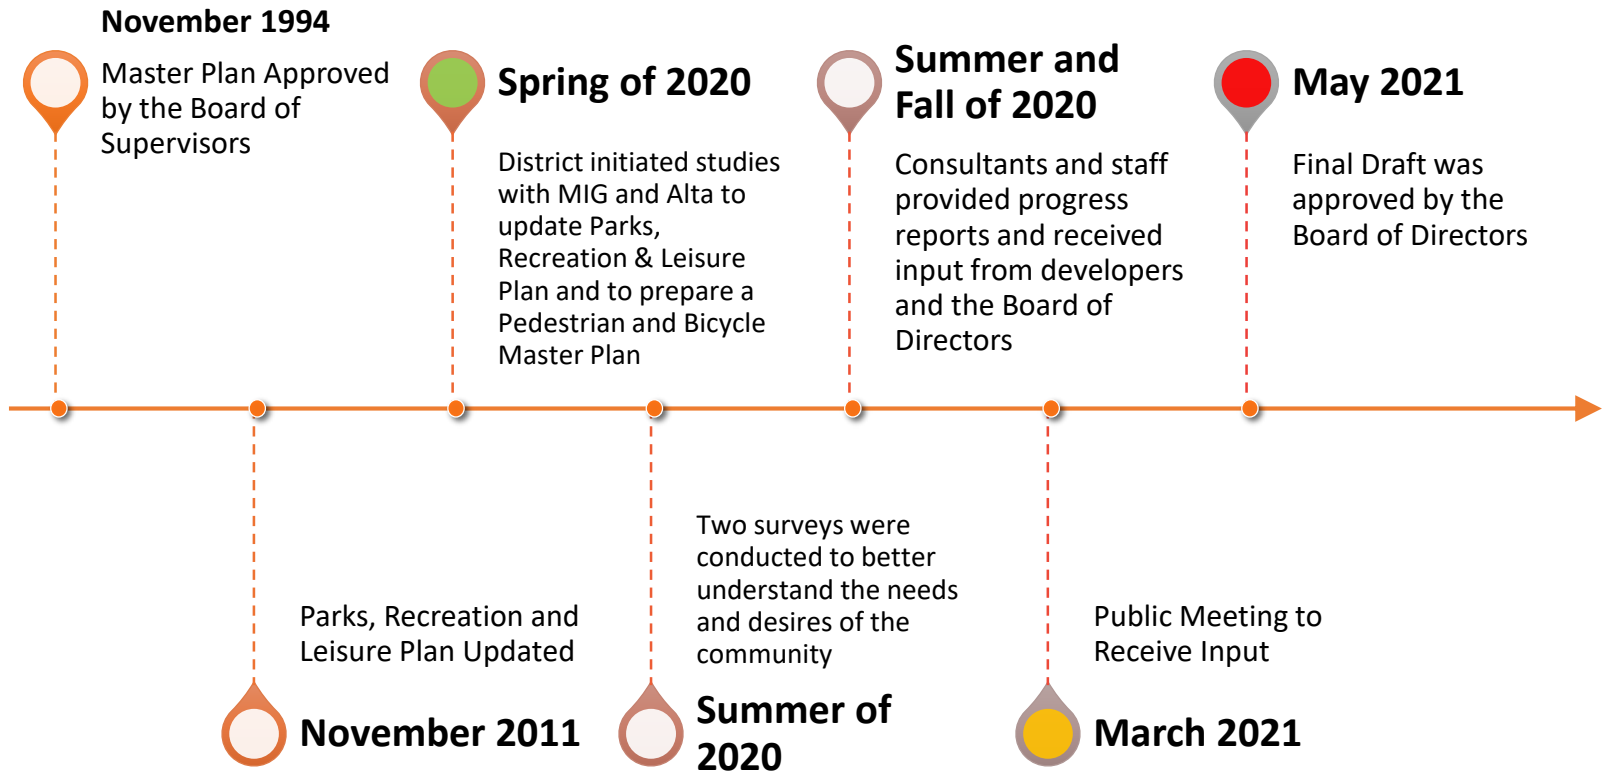 November 1994
Master Plan Approved
by the Board of
Supervisors
Parks, Recreation and
Leisure Plan Updated
November 2011
Spring of 2020
District initiated studies
with MIG and Alta to
update Parks,
Recreation & Leisure
Plan and to prepare a
Pedestrian and Bicycle
Master Plan
Two surveys were
conducted to better
understand the needs
and desires of the
community
Summer of
2020
Summer and
Fall of 2020
Consultants and staff
provided progress
reports and received
input from developers
and the Board of
Directors
Public Meeting to
Receive Input
March 2021
May 2021
Final Draft was
approved by the
Board of Directors